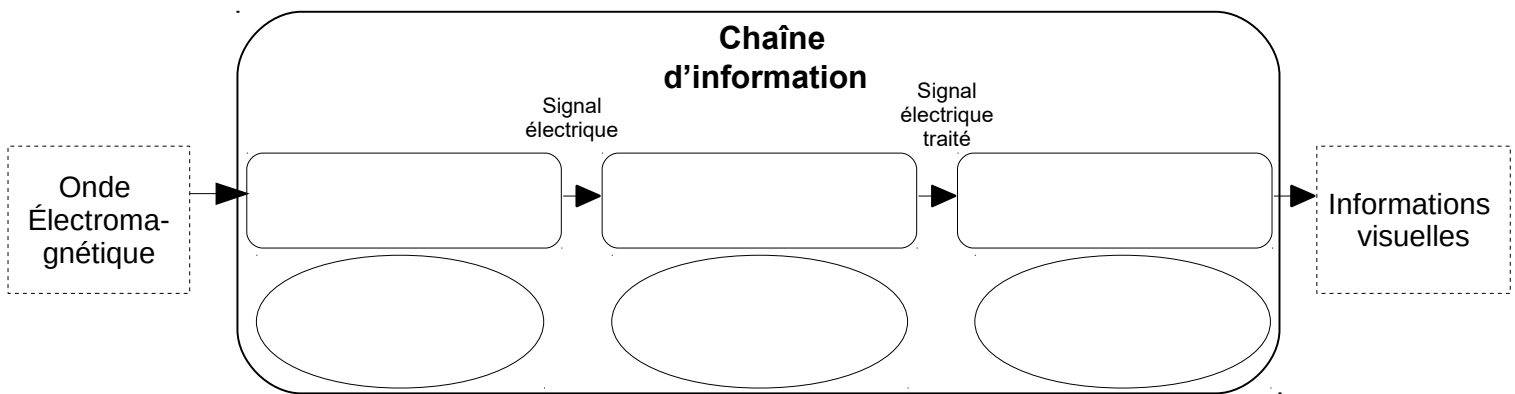 Chaîne
d'information
Signal
électrique
Signal
électrique
traité
Onde
Électroma-
gnétique
Informations
visuelles